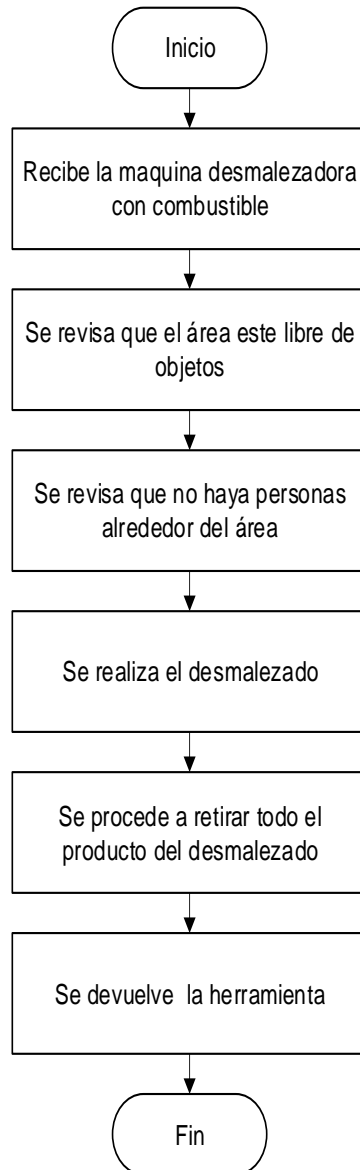 Inicio
Recibe la maquina desmalezadora
con combustible
Se revisa que el área este libre de
objetos
Se revisa que no haya personas
alrededor del área
Se realiza el desmalezado
Se procede a retirar todo el
producto del desmalezado
Se devuelve la herramienta
Fin